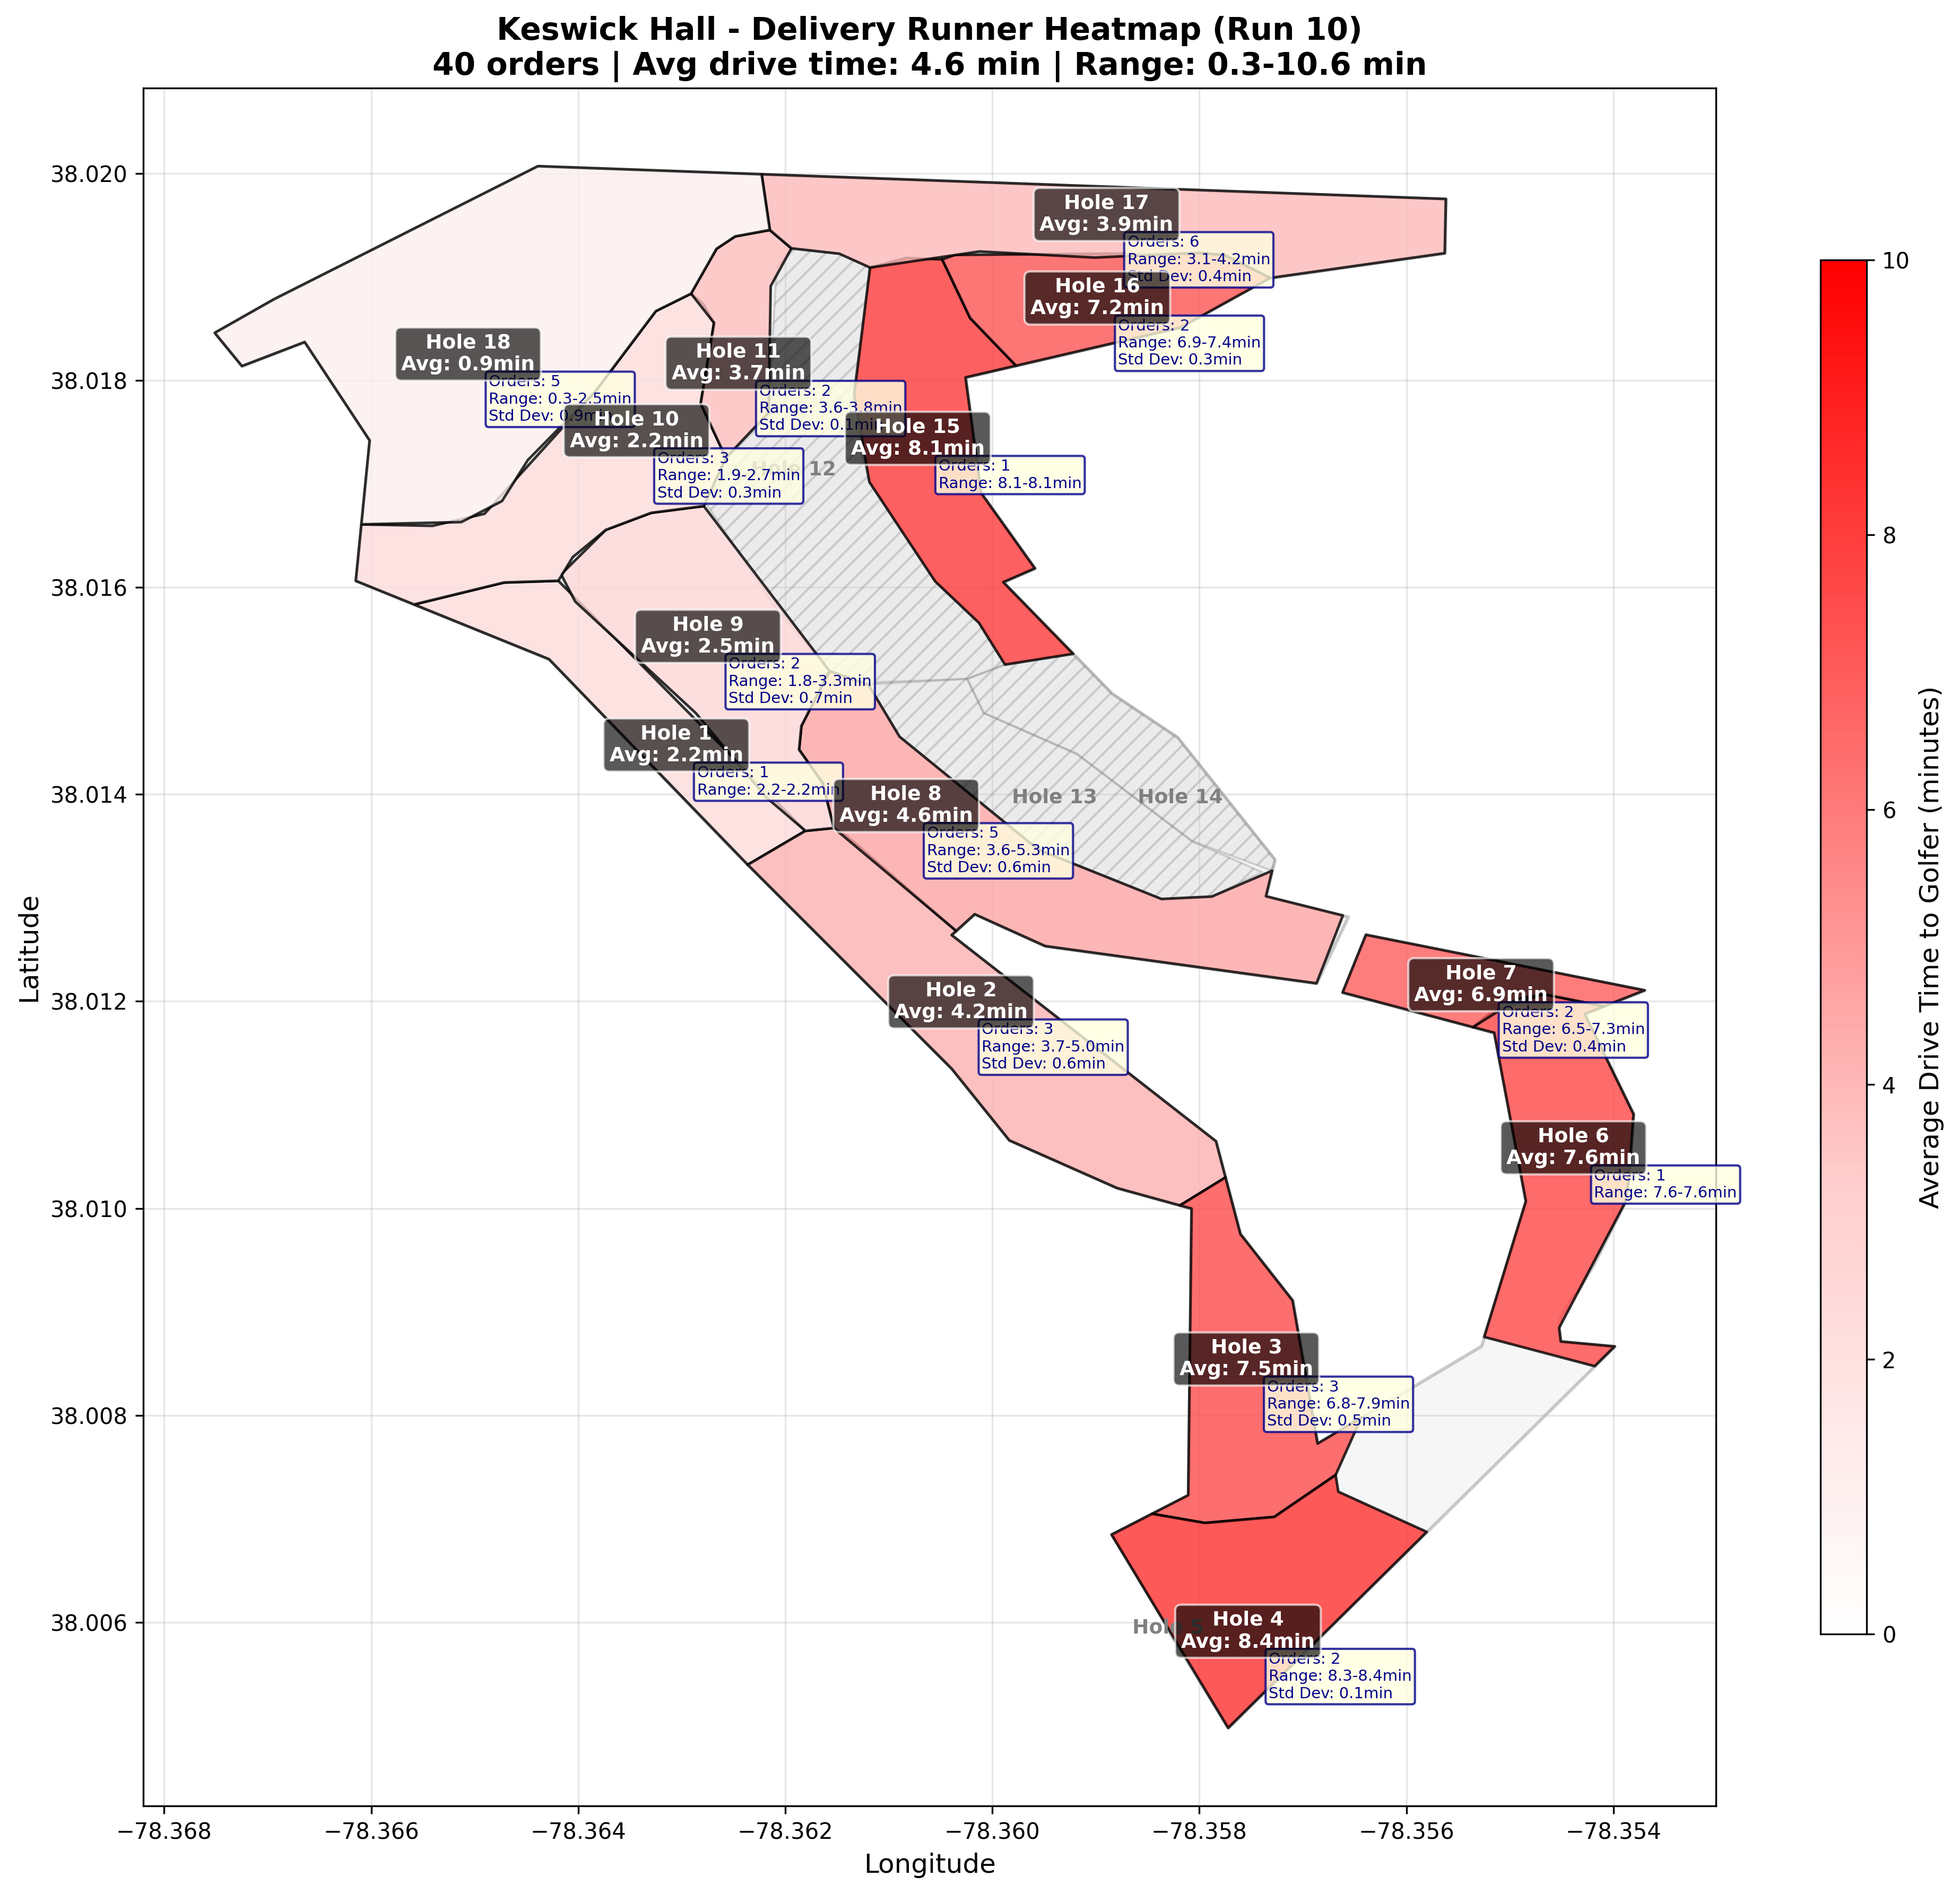 Keswick Hall - Delivery Runner Heatmap (Run 10)
40 orders | Avg drive time: 4.6 min | Range: 0.3-10.6 min
Latitude
38.020
38.018
38.016
38.014
38.012
38.010
38.008
38.006
Hole 17
Avg: 3.9min
Orders: 6
Range: 3.1-4.2min
Std Dev: 0.4min
Hole 16
Avg: 7.2min
Orders: 2
Range: 6.9-7.4min
Std Dev: 0.3min
Hole 18
Avg: 0.9min
Orders: 5
Range: 0.3-2.5min
Std Dev: 0.9min
Hole 11
Avg: 3.7min
Orders: 2
Range: 3.6-3.8min
Std Dev: 0.1min
Hole 10
Avg: 2.2min
Orders: 3
Range: 1.9-2.7min
Std Dev: 0.3min
Hole 12
Hole 15
Avg: 8.1min
Orders: 1
Range: 8.1-8.1min
Hole 9
Avg: 2.5min
Orders: 2
Range: 1.8-3.3min
Std Dev: 0.7min
Hole 1
Avg: 2.2min
Orders: 1
Range: 2.2-2.2min
Hole 8
Avg: 4.6min
Orders: 5
Range: 3.6-5.3min
Std Dev: 0.6min
Hole 13
Hole 14
Hole 2
Avg: 4.2min
Orders: 3
Range: 3.7-5.0min
Std Dev: 0.6min
Hole 7
Avg: 6.9min
Orders: 2
Range: 6.5-7.3min
Std Dev: 0.4min
Hole 6
Avg: 7.6min
Orders: 1
Range: 7.6-7.6min
Hole 3
Avg: 7.5min
Orders: 3
Range: 6.8-7.9min
Std Dev: 0.5min
Hole 4
Avg: 8.4min
Orders: 2
Range: 8.3-8.4min
Std Dev: 0.1min
−78.368
−78.366
−78.364
−78.362
−78.360
−78.358
−78.356
−78.354
Longitude
10
8
6
4
2
0
Average Drive Time to Golfer (minutes)